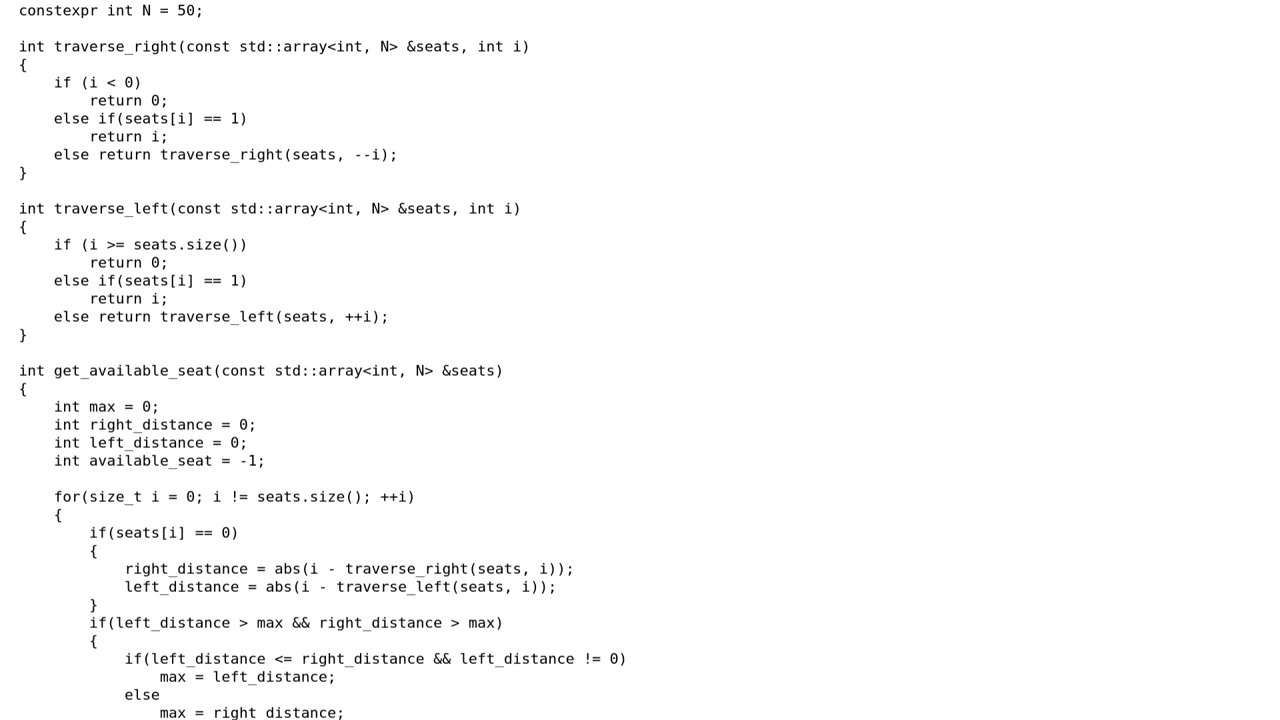 constexpr int N = 50;
int traverse_right(const std::array<int, N> &seats, int i)
{
if (i < 0)
return 0;
else if(seats[i] == 1)
return i;
else return traverse_right(seats, --i);
}
int traverse_left(const std::array<int, N> &seats, int i)
{
if (i >= seats.size())
return 0;
else if(seats[i] == 1)
return i;
else return traverse_left(seats, ++i);
}
int get_available_seat(const std::array<int, N> &seats)
{
int max = 0;
int right_distance = 0;
int left_distance = 0;
int available_seat = -1;
for(size_t i = 0; i != seats.size(); ++i)
{
if(seats[i] == 0)
{
right_distance = abs(i - traverse_right(seats, i));
left_distance = abs(i - traverse_left(seats, i));
}
if(left_distance > max && right_distance > max)
{
if(left_distance <= right_distance && left_distance != 0)
max = left_distance;
else
max = right_distance;